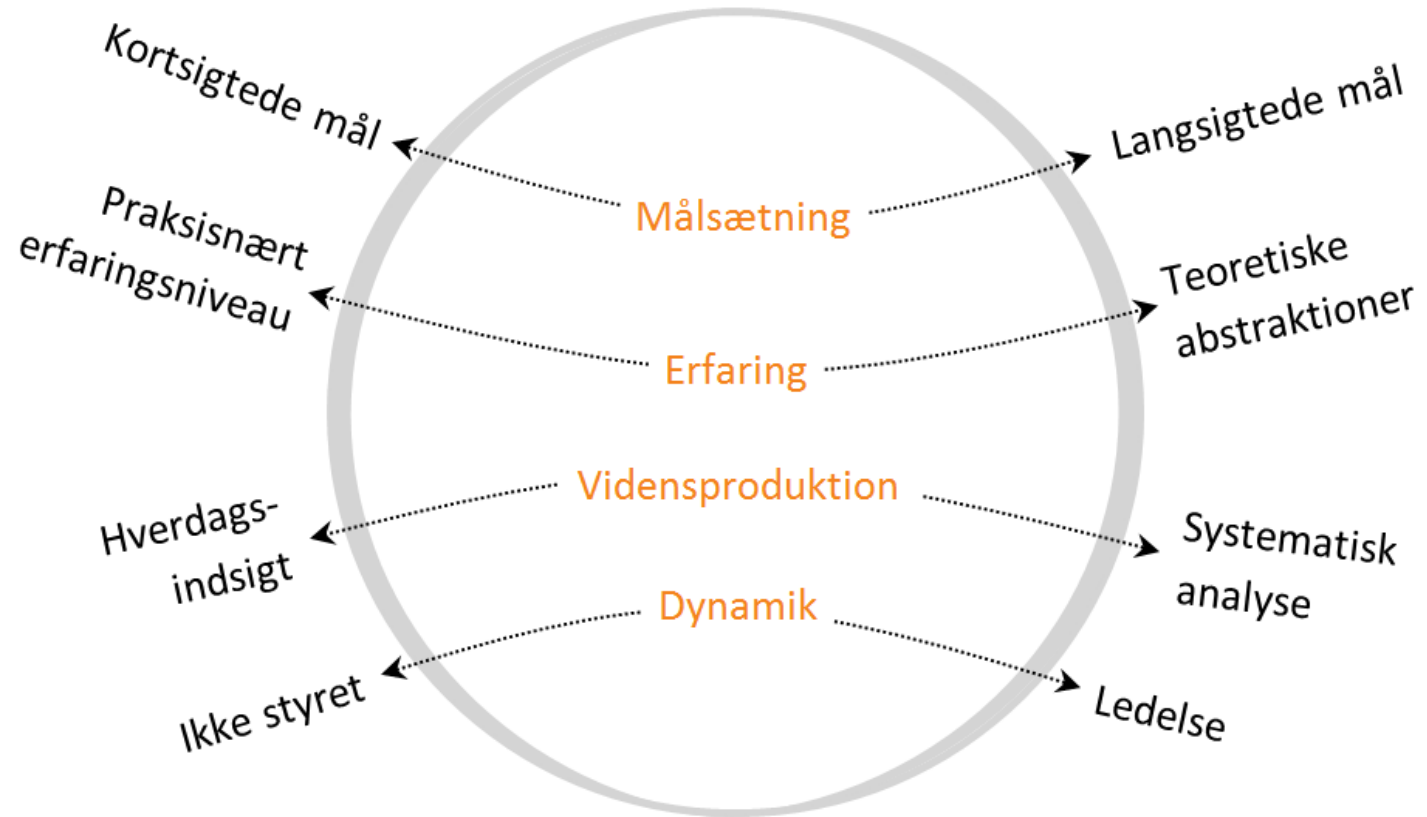 Kortsigtede mål
Langsigtede mål
Målsætning
Praksisnært
erfaringsniveau
Teoretiske
abstraktioner
Erfaring
Vidensproduktion
Hverdags-
indsigt
Systematisk
analyse
Dynamik
Ikke styret
Ledelse